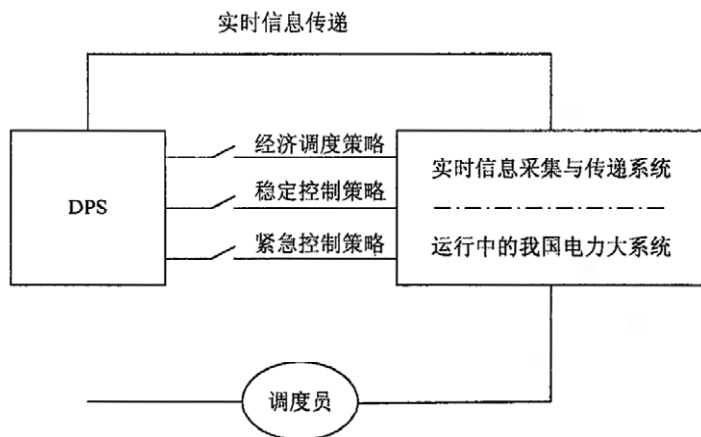 实时信息传递
DPS
经济调度策略
稳定控制策略
紧急控制策略
实时信息采集与传递系统
运行中的我国电力大系统
调度员